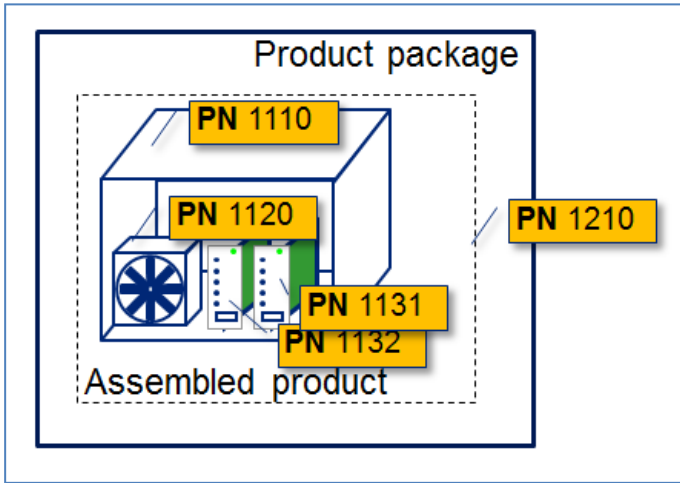 Product package
PN 1110
PN 1120
PN 1210
PN 1131
PN 1132
Assembled product